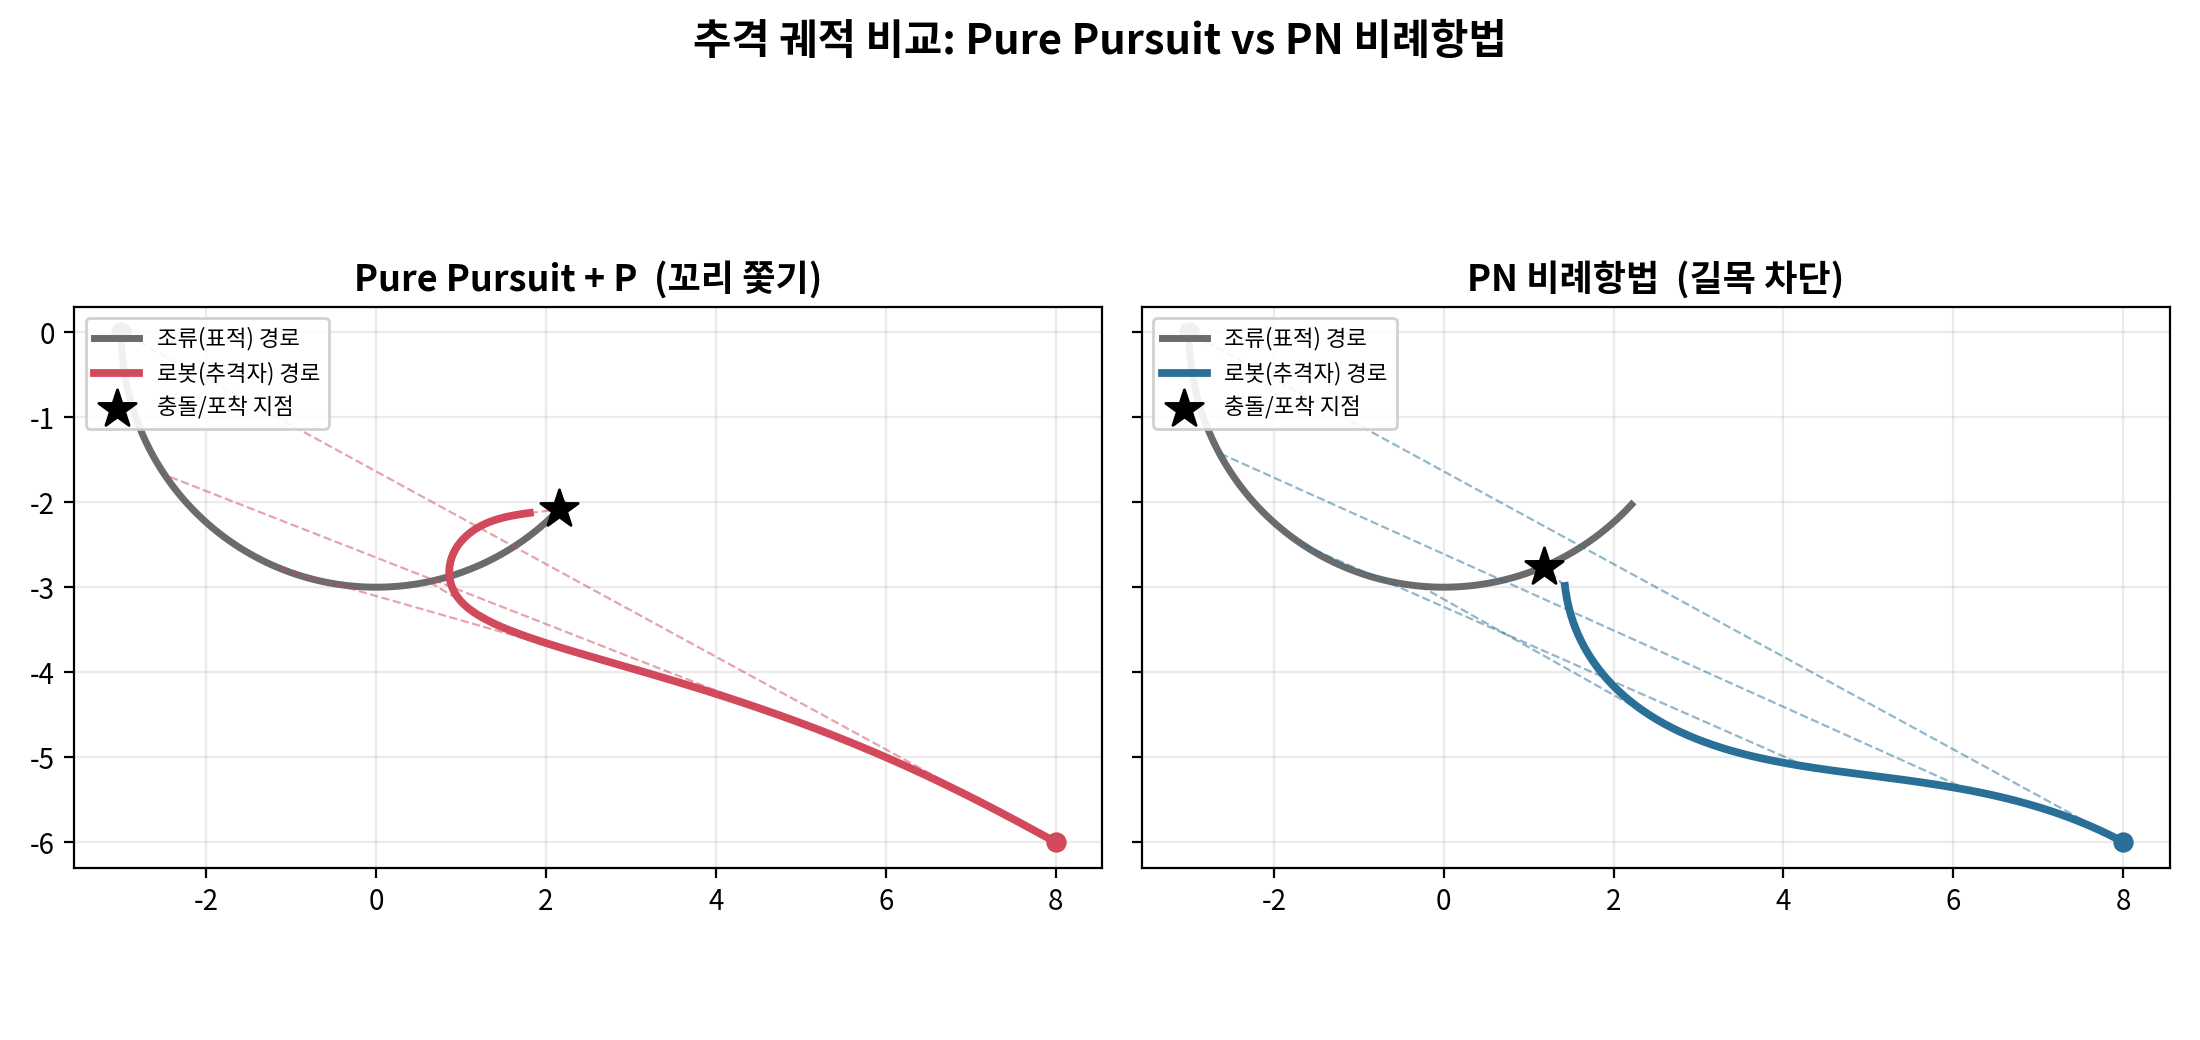 추격 궤적 비교: Pure Pursuit vs PN 비례항법
Pure Pursuit + P (꼬리 쫓기)
조류(표적) 경로
로봇(추격자) 경로
충돌/포착 지점
0
-1
-2
-3
-4
-5
-6
-2 0 2 4 6 8
PN 비례항법 (길목 차단)
조류(표적) 경로
로봇(추격자) 경로
충돌/포착 지점
-2 0 2 4 6 8